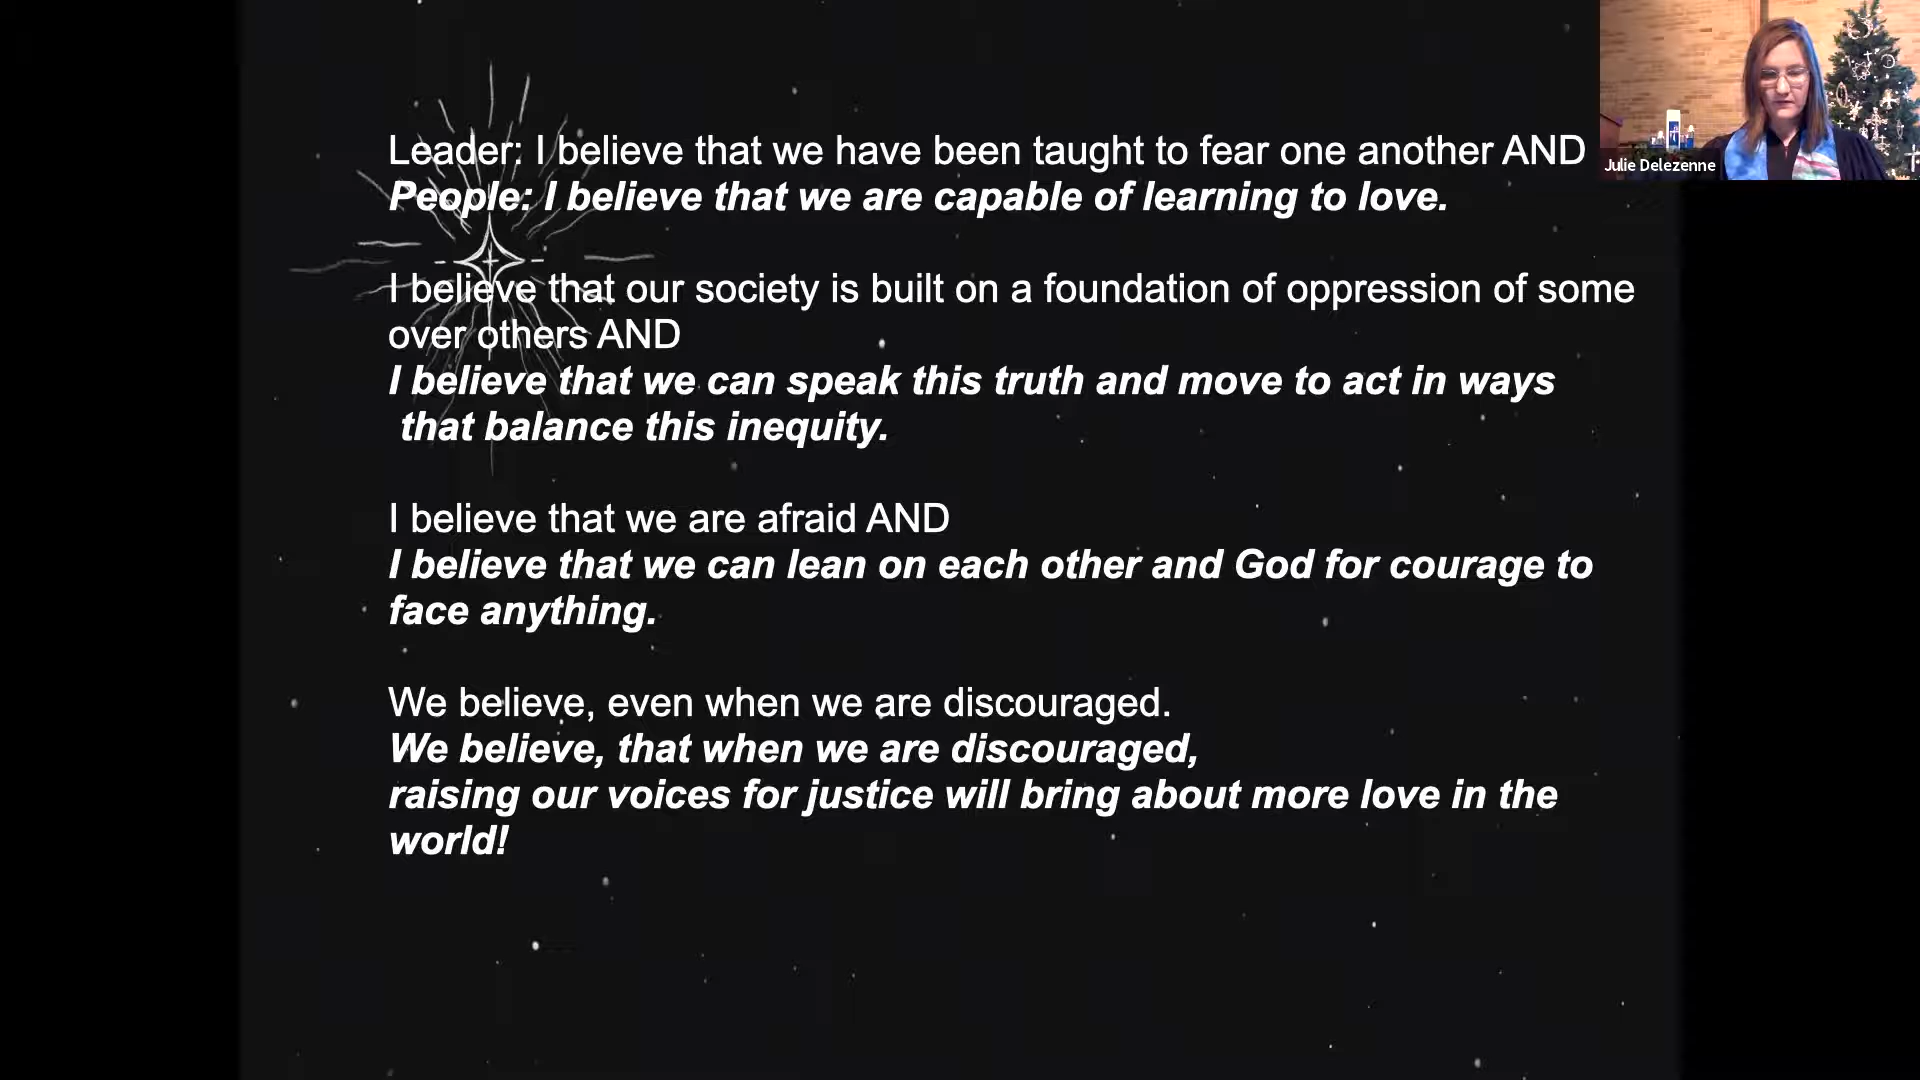 Leader: I believe that we have been taught to fear one another AND
People: I believe that we are capable of learning to love.
I believe that our society is built on a foundation of oppression of some
over others AND
I believe that we can speak this truth and move to act in ways
that balance this inequity.
I believe that we are afraid AND
I believe that we can lean on each other and God for courage to
face anything.
We believe, even when we are discouraged.
We believe, that when we are discouraged,
raising our voices for justice will bring about more love in the
world!
Julie Delezenne